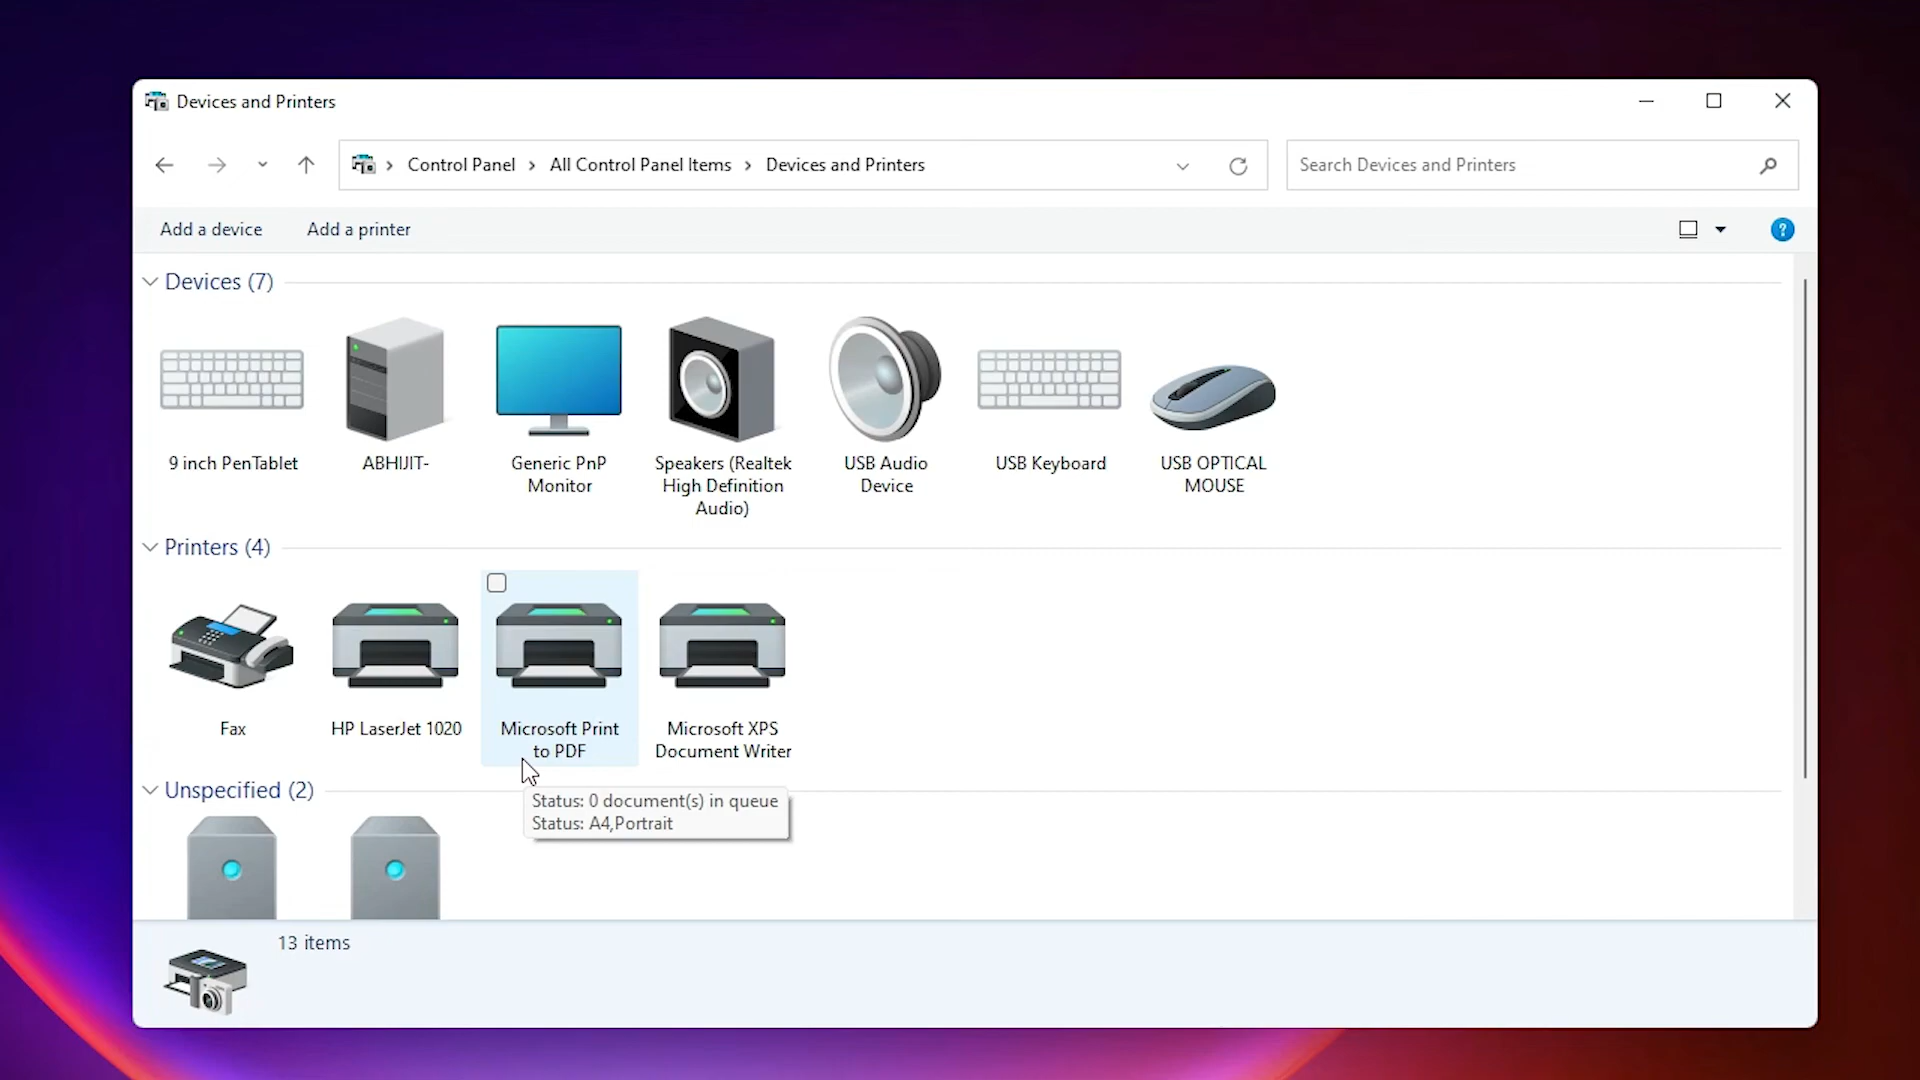 Devices and Printers
Control Panel > All Control Panel Items > Devices and Printers
Search Devices and Printers
Add a device Add a printer
?
Devices (7)
9 inch PenTablet
ABHIJIT-
Generic PnP
Monitor
Speakers (Realtek
High Definition
Audio)
USB Audio
Device
USB Keyboard
USB OPTICAL
MOUSE
Printers (4)
Fax
HP LaserJet 1020
Microsoft Print
to PDF
Microsoft XPS
Document Writer
Unspecified (2)
Status: 0 document(s) in queue
Status: A4,Portrait
13 items